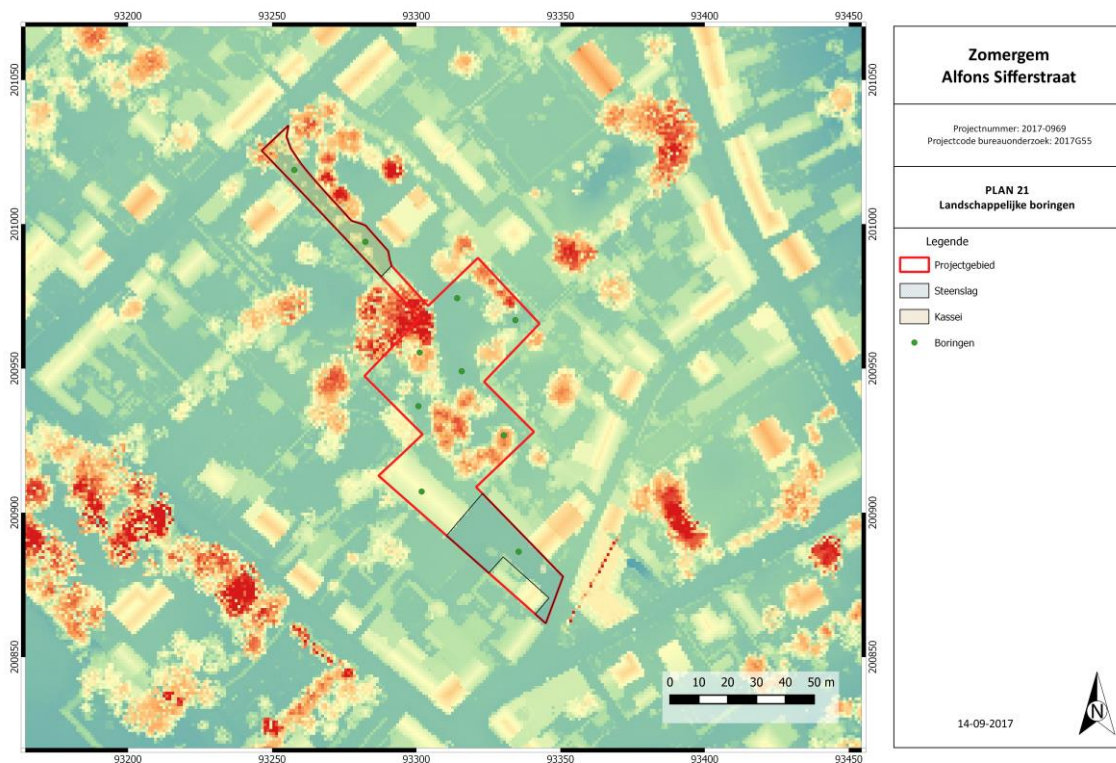 93200 93250 93300 93350 93400 93450
201050 201050
201000 201000
200950 200950
200900 200900
200850 200850
0 10 20 30 40 50 m
93200 93250 93300 93350 93400 93450
Zomergem
Alfons Sifferstraat
Projectnummer: 2017-0969
Projectcode bureauonderzoek: 2017G55
PLAN 21
Landschappelijke boringen
Legende
Projectgebied
Steenslag
Kassei
Boringen
14-09-2017
N